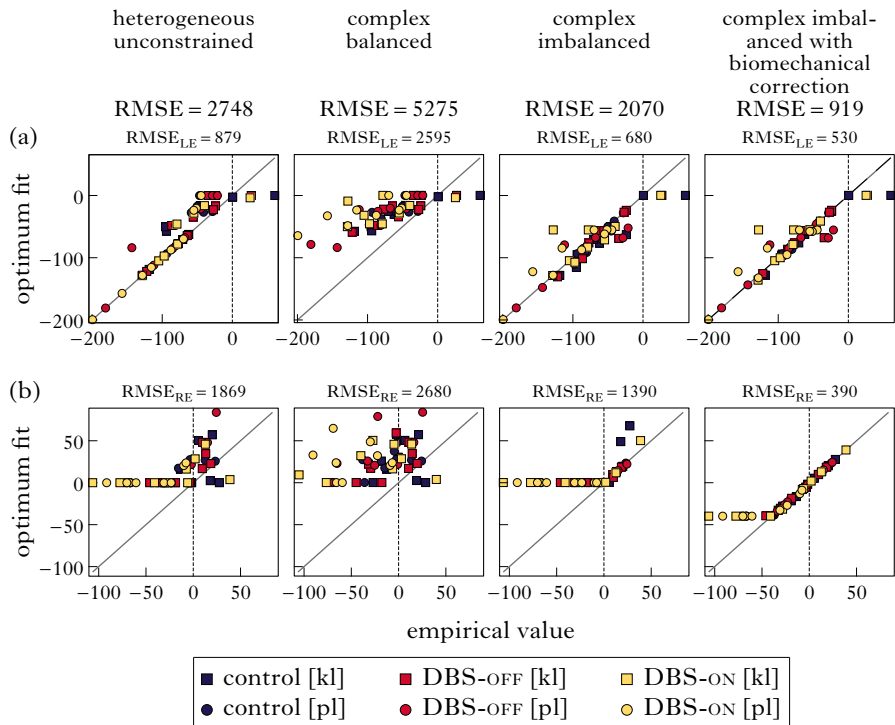 heterogeneous unconstrained
complex balanced
complex imbalanced
complex imbal-
anced with
biomechanical
correction
RMSE = 2748
RMSE = 5275
RMSE = 2070
RMSE = 919
(a)
RMSE_LE = 879
RMSE_LE = 2595
RMSE_LE = 680
RMSE_LE = 530
optimum fit
0
−100
−200
−200 −100 0
−200 −100 0
−200 −100 0
−200 −100 0
(b)
RMSE_RE = 1869
RMSE_RE = 2680
RMSE_RE = 1390
RMSE_RE = 390
optimum fit
50
0
−50
−100
−100 −50 0 50
−100 −50 0 50
−100 −50 0 50
−100 −50 0 50
empirical value
control [kl] DBS-OFF [kl] DBS-ON [kl]
control [pl] DBS-OFF [pl] DBS-ON [pl]